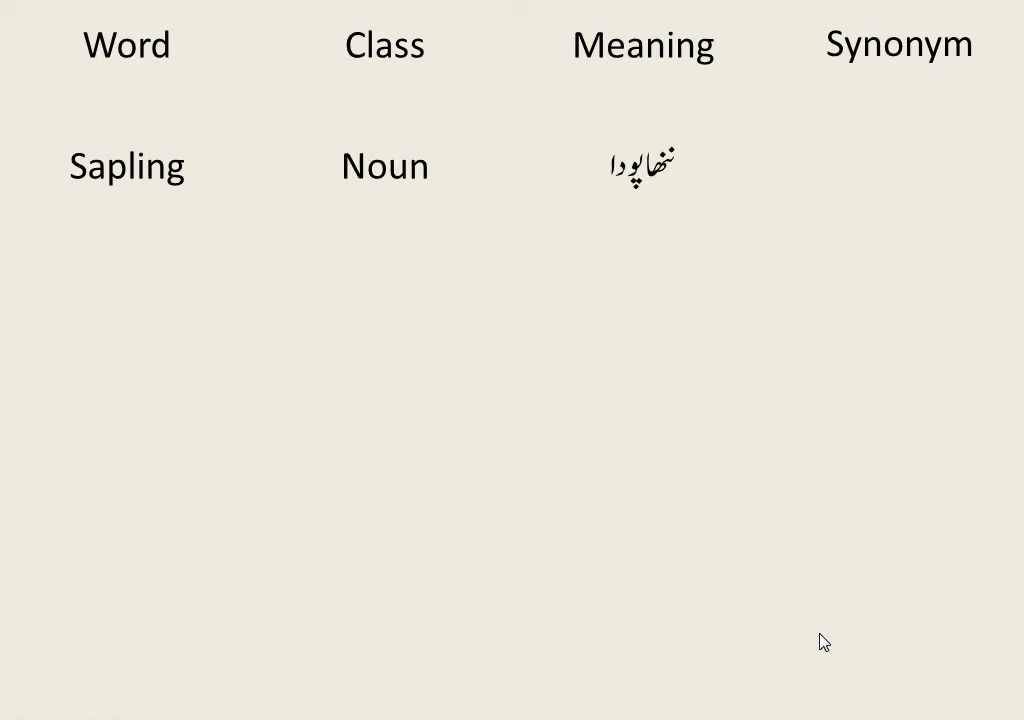 Word Class Meaning Synonym
Sapling Noun ننھا پودا